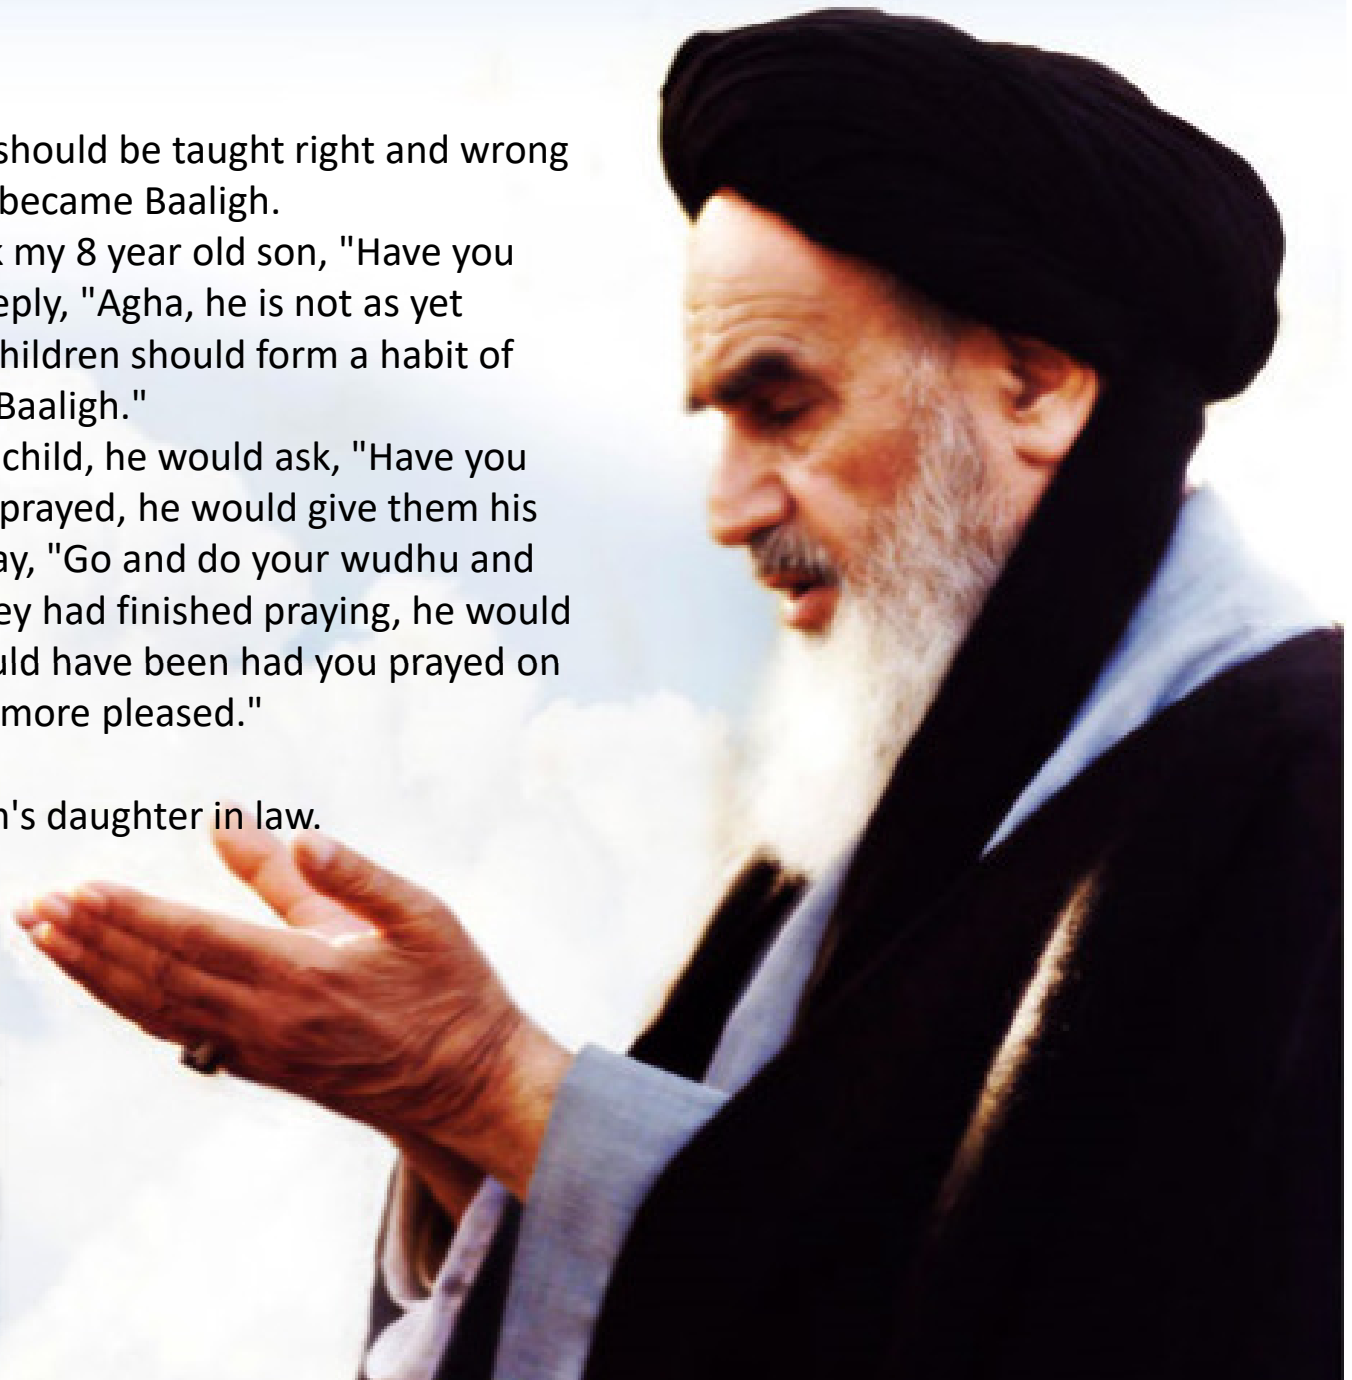 should be taught right and wrong
became Baaligh.
my 8 year old son, "Have you
eply, "Agha, he is not as yet
hildren should form a habit of
Baaligh."
child, he would ask, "Have you
prayed, he would give them his
ay, "Go and do your wudhu and
ey had finished praying, he would
uld have been had you prayed on
more pleased."
n's daughter in law.